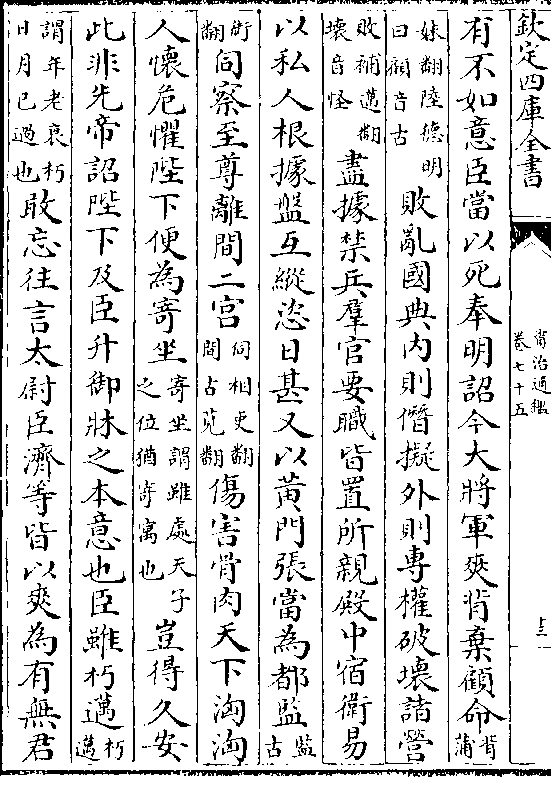 欽定四庫全書
資治通鑑
卷七十五
十三
有不如意臣當以死奉明詔今大將軍爽背棄顧命背蒲
妹翻陸德明曰顧音古敗亂國典内則僭擬外則專權破壞諸營
敗補邁翻壞音怪盡據禁兵羣官要職皆置所親殿中宿衛易
以私人根據盤互縱恣日甚又以黄門張當為都監監古
銜翻伺察至尊離間二宫伺相吏翻間古莧翻傷害骨肉天下洶洶
人懷危懼陛下便為寄坐寄坐謂雖處天子之位猶寄寓也豈得久安
此非先帝詔陛下及臣升御牀之本意也臣雖朽邁朽邁
謂年老衰朽日月已過也敢忘往言太尉臣濟等皆以爽為有無君